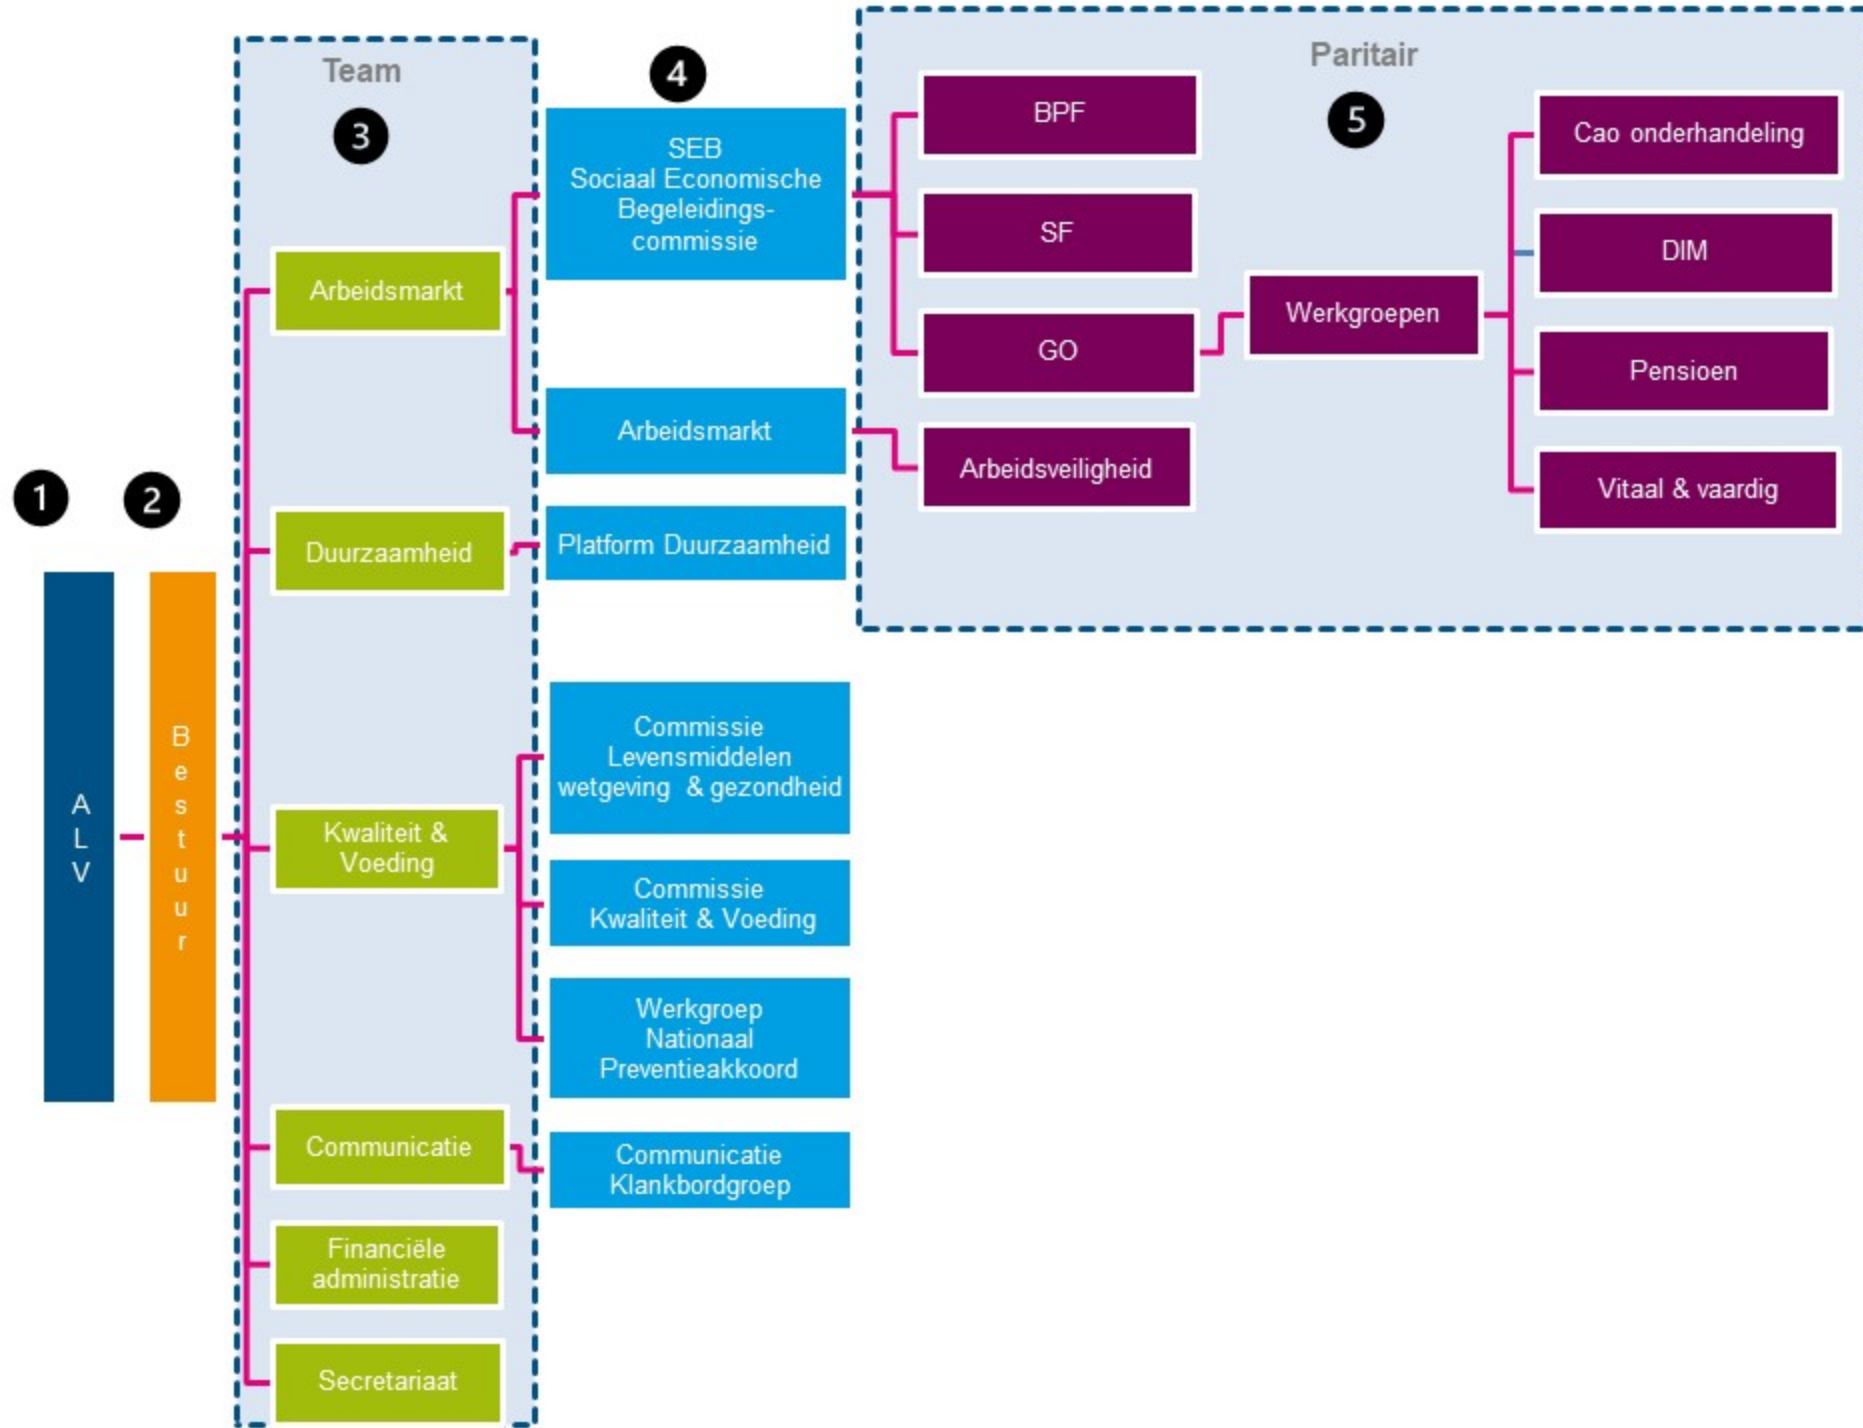 Team
3
4
Paritair
5
1
2
A
L
V
B
e
s
t
u
u
r
Arbeidsmarkt
Duurzaamheid
Kwaliteit &
Voeding
Communicatie
Financiële
administratie
Secretariaat
SEB
Sociaal Economische
Begeleidings-
commissie
Arbeidsmarkt
Platform Duurzaamheid
Commissie
Levensmiddelen
wetgeving & gezondheid
Commissie
Kwaliteit & Voeding
Werkgroep
Nationaal
Preventieakkoord
Communicatie
Klankbordgroep
BPF
SF
GO
Arbeidsveiligheid
Werkgroepen
Cao onderhandeling
DIM
Pensioen
Vitaal & vaardig